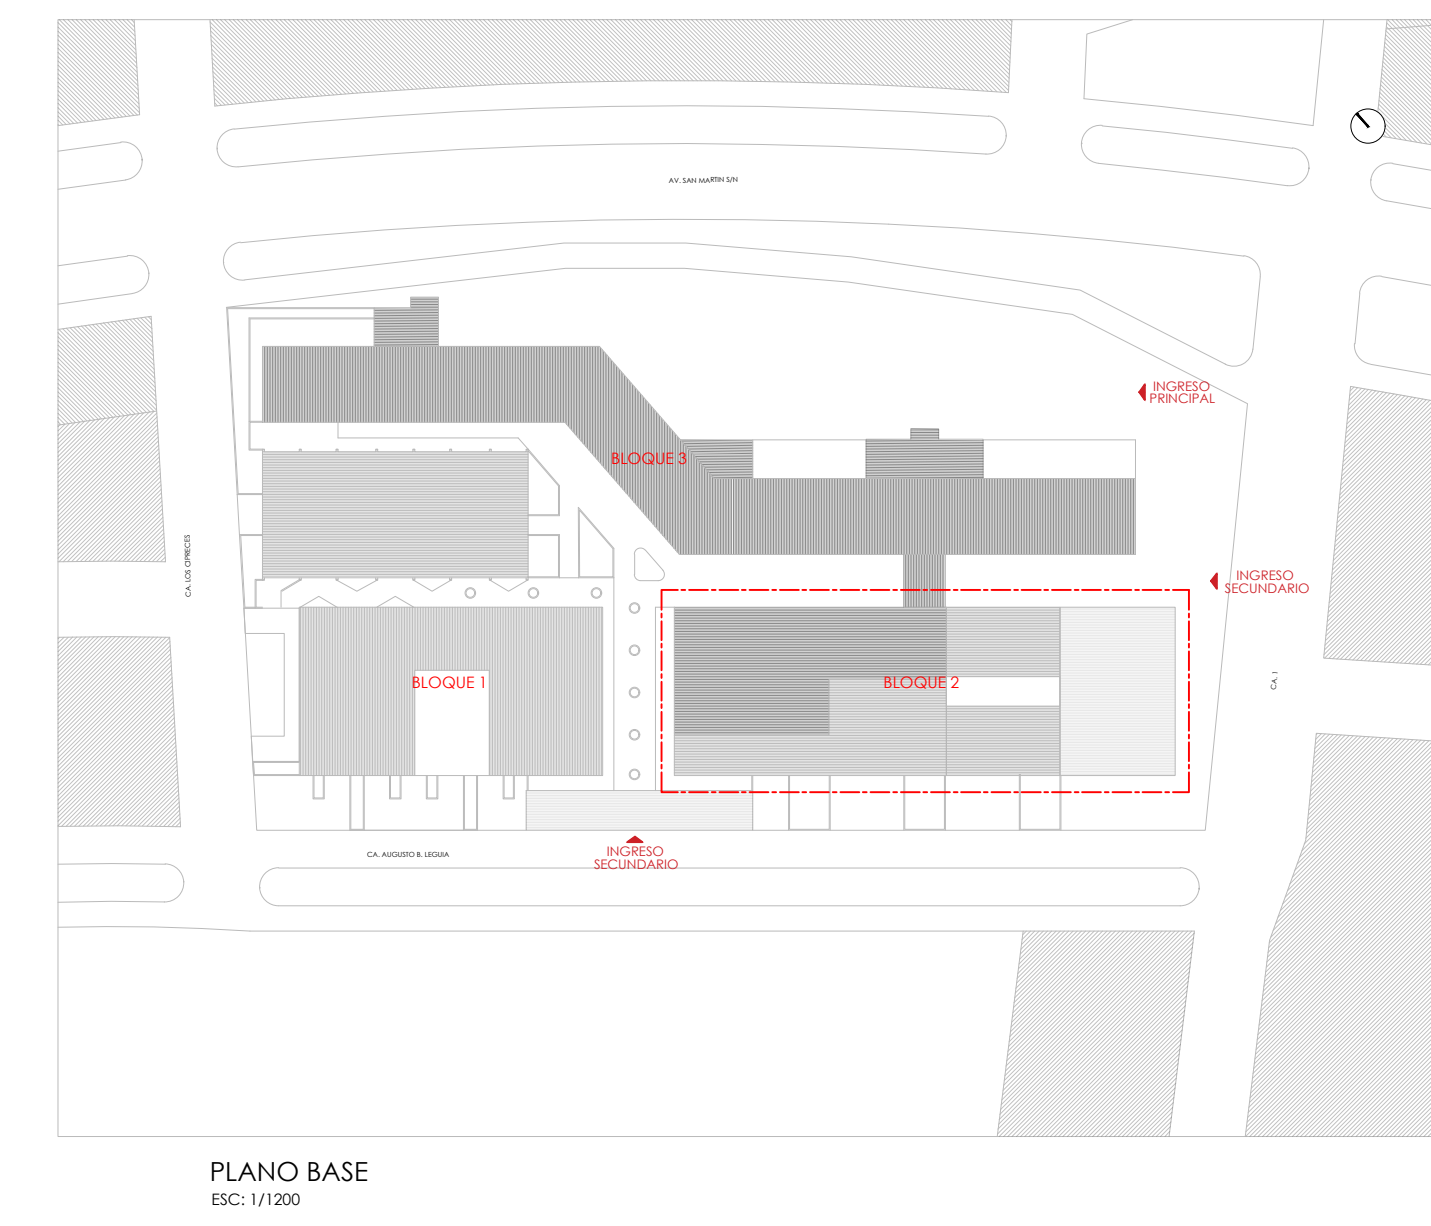 AV. SAN MARTIN S/N
INGRESO
PRINCIPAL
BLOQUE 3
CA. LOS CIPRECES
INGRESO
SECUNDARIO
BLOQUE 1
BLOQUE 2
CA. 1
INGRESO
SECUNDARIO
CA. AUGUSTO B. LEGUIA
PLANO BASE
ESC: 1/1200